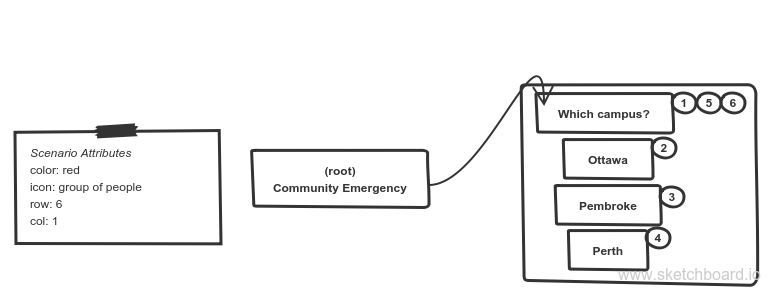 Scenario Attributes
color: red
icon: group of people
row: 6
col: 1
(root)
Community Emergency
Which campus?
1 5 6
Ottawa
2
Pembroke
3
Perth
4
www.sketchboard.io